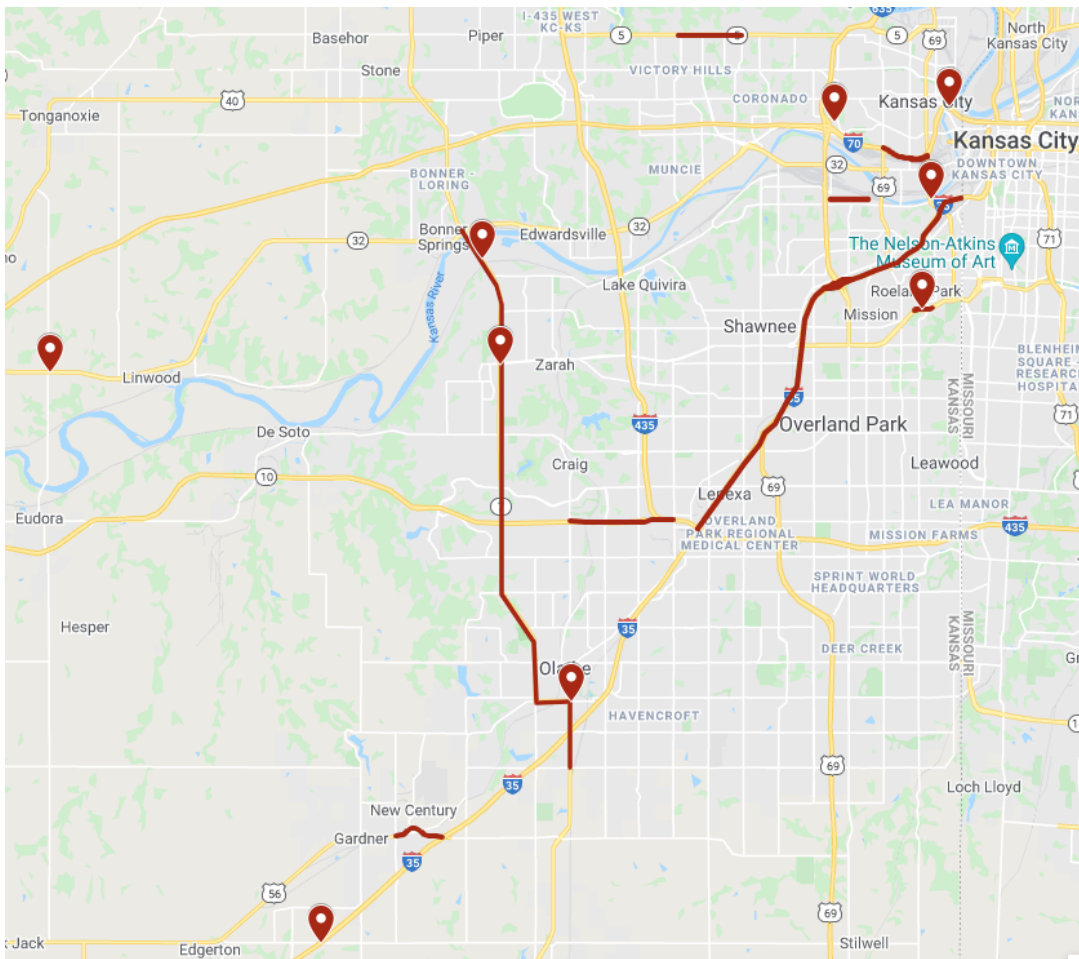 I-435 WEST
KC-KS
635
North
Kansas City
Basehor
Piper
5
5
5
69
Stone
VICTORY HILLS
40
CORONADO
Kansas City
Tonganoxie
Kansas City
70
DOWNTOWN
KANSAS CITY
BONNER -
LORING
MUNCIE
32
69
Bonner
Springs
Edwardsville
32
32
71
The Nelson-Atkins
Museum of Art
Kansas River
Lake Quivira
Mission
Shawnee
Zarah
Linwood
BLENHEIM
SQUARE -
RESEARCH
HOSPITAL
MISSOURI
KANSAS
71
435
Overland Park
De Soto
Craig
Leawood
10
Lenexa
69
LEA MANOR
Eudora
OVERLAND
PARK REGIONAL
MEDICAL CENTER
MISSION FARMS
435
SPRINT WORLD
HEADQUARTERS
Hesper
35
MISSOURI
KANSAS
DEER CREEK
HAVENCROFT
69
35
Loch Lloyd
New Century
Gardner
35
56
69
Jack
Edgerton
Stilwell